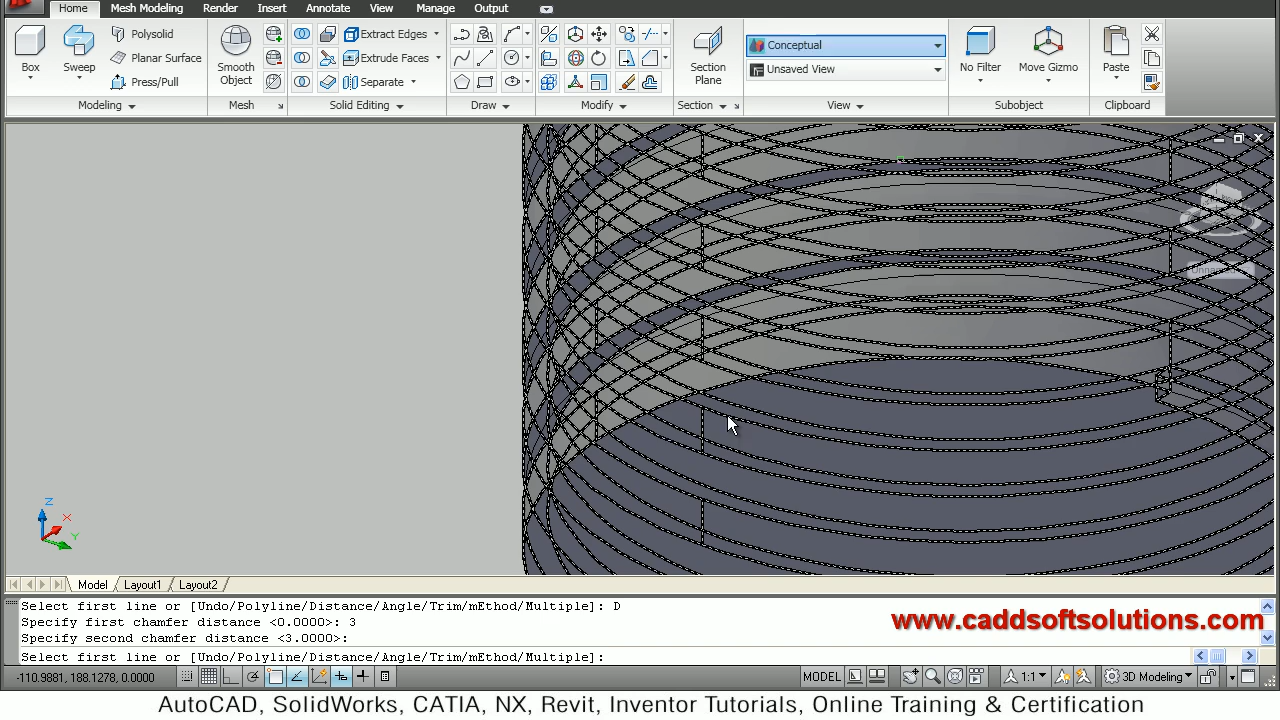 Home Mesh Modeling Render Insert Annotate View Manage Output
Box
Sweep
Polysolid
Planar Surface
Press/Pull
Smooth Object
Extract Edges
Extrude Faces
Separate
Section Plane
Conceptual
Unsaved View
No Filter
Move Gizmo
Paste
Modeling Mesh Solid Editing Draw Modify Section View Subobject Clipboard
Model Layout1 Layout2
Select first line or [Undo/Polyline/Distance/Angle/Trim/mEthod/Multiple]: D
Specify first chamfer distance <0.0000>:
Specify second chamfer distance <3.0000>:
Select first line or [Undo/Polyline/Distance/Angle/Trim/mEthod/Multiple]:
www.caddsoftsolutions.com
-110.9881, 188.1278, 0.0000
MODEL
1:1
3D Modeling
X
Y
Z
AutoCAD, SolidWorks, CATIA, NX, Revit, Inventor Tutorials, Online Training & Certification